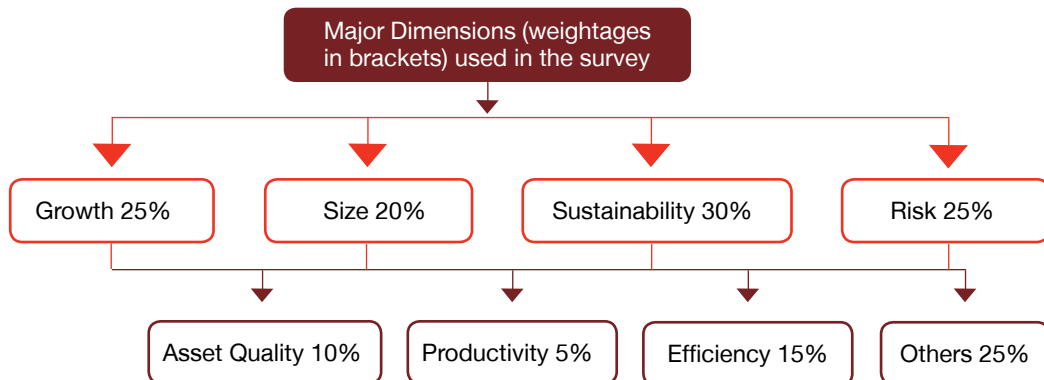 Major Dimensions (weightages
in brackets) used in the survey
Growth 25%
Size 20%
Sustainability 30%
Risk 25%
Asset Quality 10%
Productivity 5%
Efficiency 15%
Others 25%